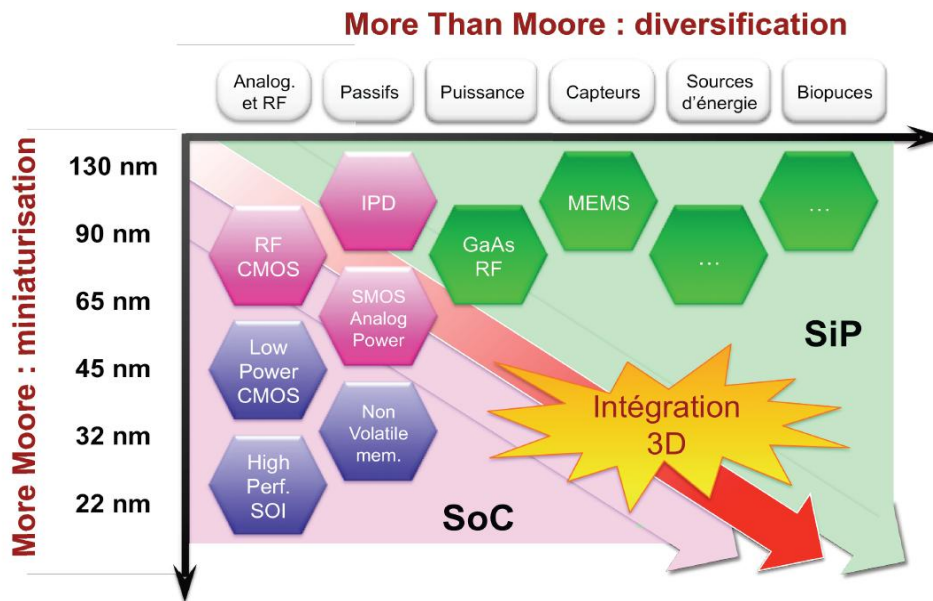 More Than Moore : diversification
Analog.
et RF
Passifs
Puissance
Capteurs
Sources
d'énergie
Biopuces
More Moore : miniaturisation
130 nm
90 nm
65 nm
45 nm
32 nm
22 nm
IPD
MEMS
...
RF
CMOS
GaAs
RF
...
SMOS
Analog
Power
Low
Power
CMOS
Non
Volatile
mem.
High
Perf.
SOI
SiP
Intégration
3D
SoC